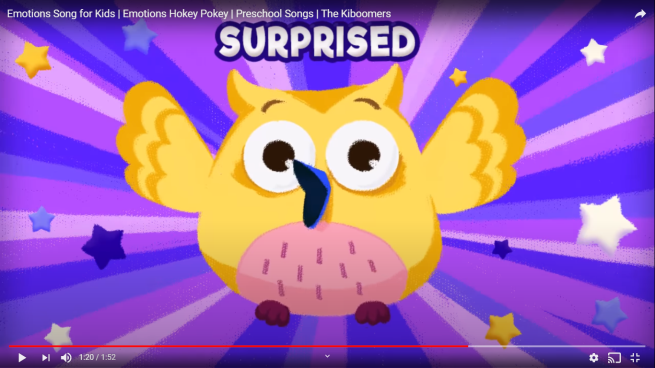 Emotions Song for Kids | Emotions Hokey Pokey | Preschool Songs | The Kiboomers
SURPRISED
1:20 / 1:52